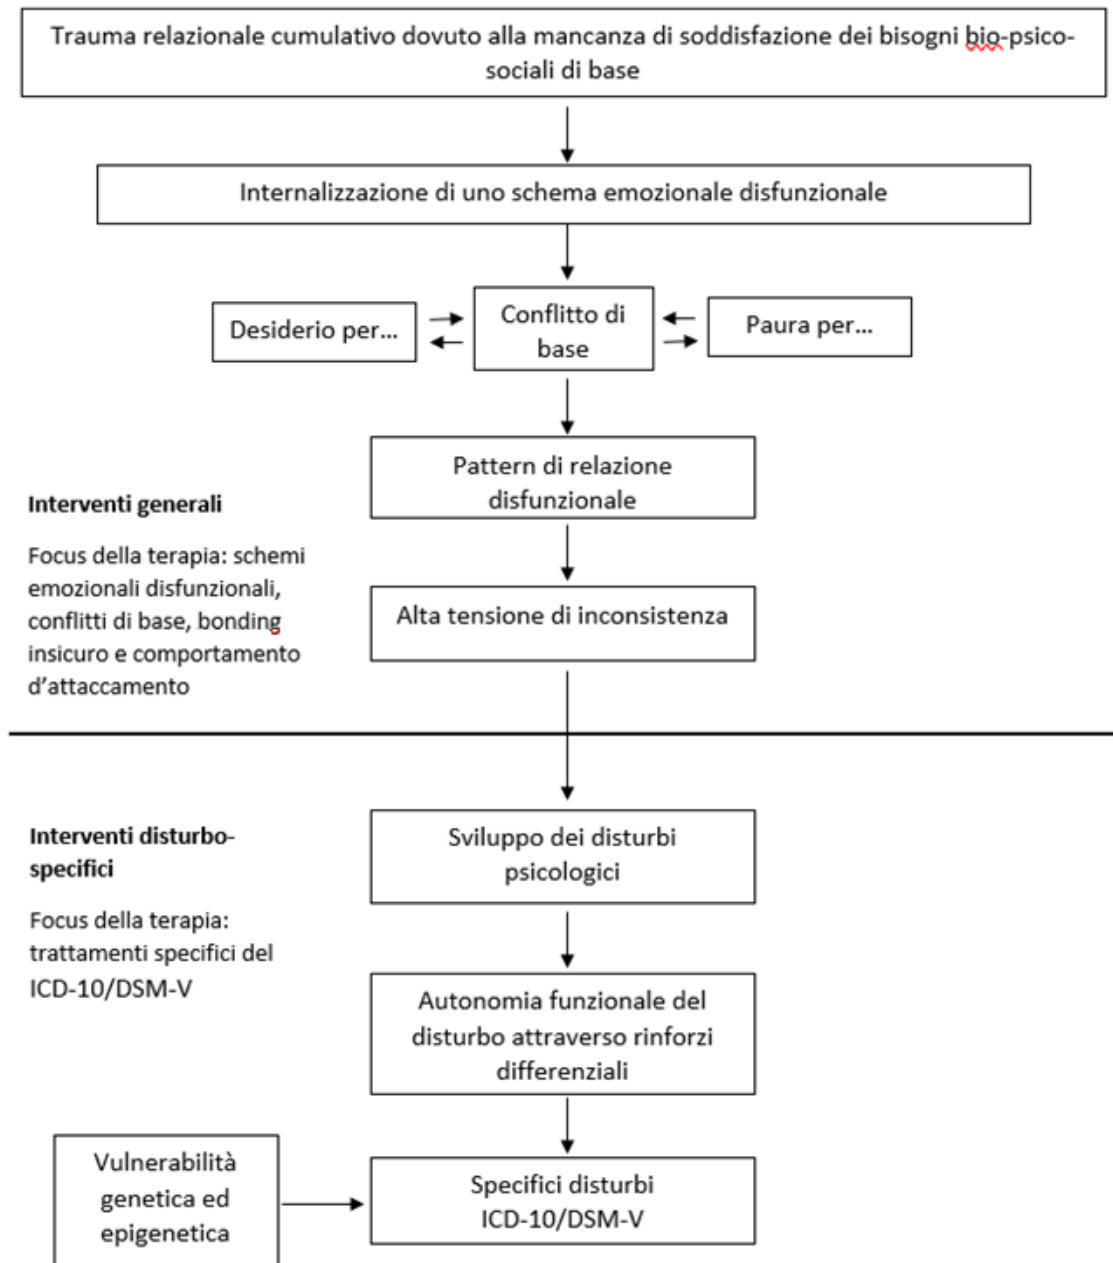 Trauma relazionale cumulativo dovuto alla mancanza di soddisfazione dei bisogni bio-psico-
sociali di base
Internalizzazione di uno schema emozionale disfunzionale
Desiderio per...
Conflitto di
base
Paura per...
Pattern di relazione
disfunzionale
Interventi generali
Focus della terapia: schemi
emozionali disfunzionali,
conflitti di base, bonding
insicuro e comportamento
d'attaccamento
Alta tensione di inconsistenza
Interventi disturbo-
specifici
Focus della terapia:
trattamenti specifici del
ICD-10/DSM-V
Sviluppo dei disturbi
psicologici
Autonomia funzionale del
disturbo attraverso rinforzi
differenziali
Vulnerabilità
genetica ed
epigenetica
Specifici disturbi
ICD-10/DSM-V